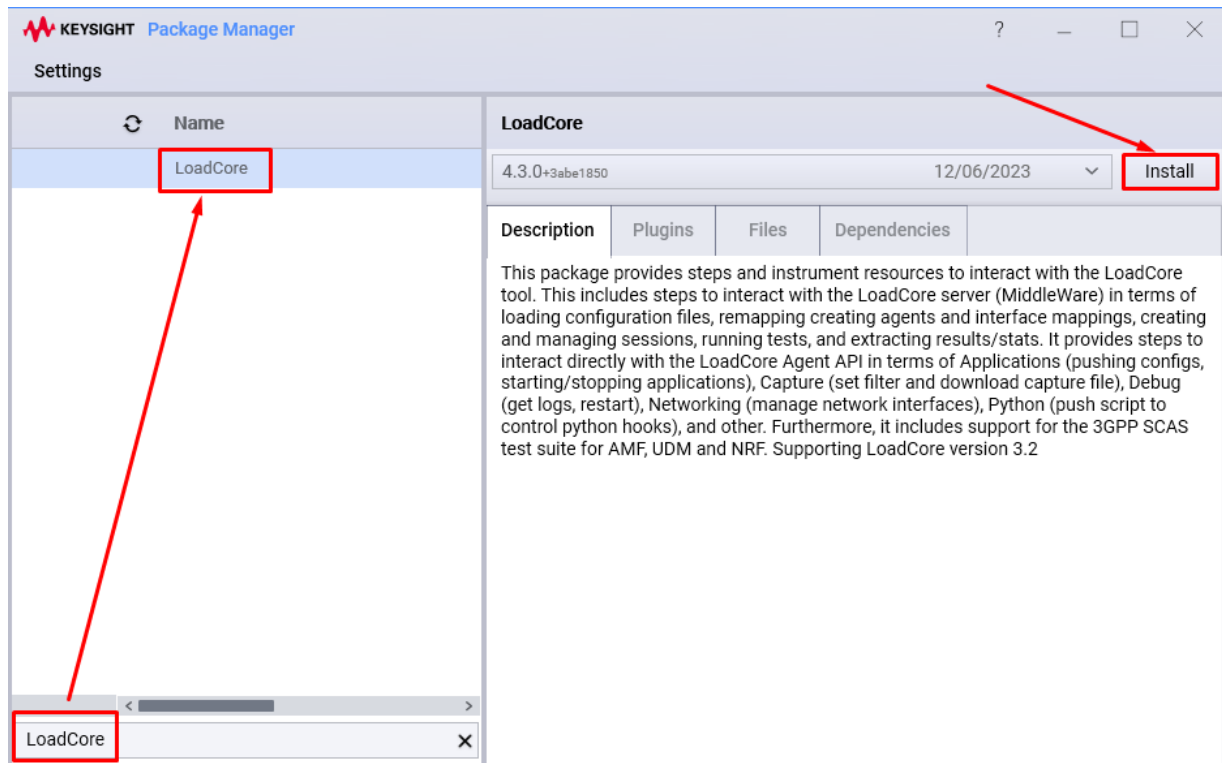 KEYSIGHT Package Manager
?
Settings
Name
LoadCore
LoadCore
LoadCore
4.3.0+3abe1850 12/06/2023 Install
Description Plugins Files Dependencies
This package provides steps and instrument resources to interact with the LoadCore
tool. This includes steps to interact with the LoadCore server (MiddleWare) in terms of
loading configuration files, remapping creating agents and interface mappings, creating
and managing sessions, running tests, and extracting results/stats. It provides steps to
interact directly with the LoadCore Agent API in terms of Applications (pushing configs,
starting/stopping applications), Capture (set filter and download capture file), Debug
(get logs, restart), Networking (manage network interfaces), Python (push script to
control python hooks), and other. Furthermore, it includes support for the 3GPP SCAS
test suite for AMF, UDM and NRF. Supporting LoadCore version 3.2